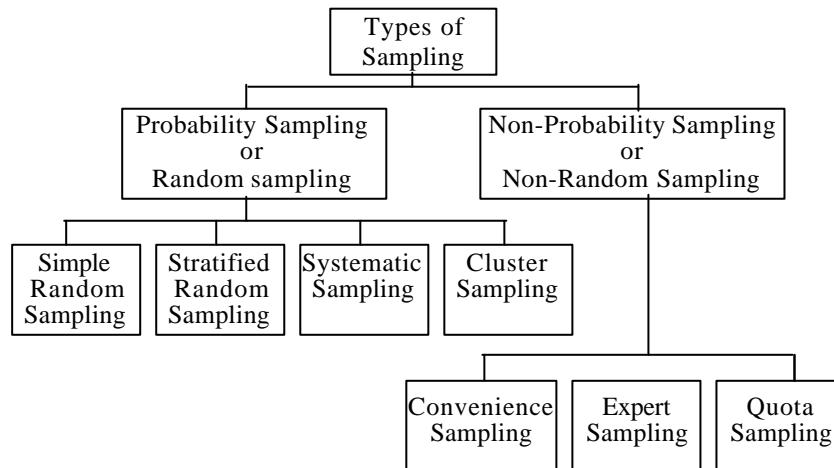 Types of
Sampling
Probability Sampling
or
Random sampling
Non-Probability Sampling
or
Non-Random Sampling
Simple
Random
Sampling
Stratified
Random
Sampling
Systematic
Sampling
Cluster
Sampling
Convenience
Sampling
Expert
Sampling
Quota
Sampling